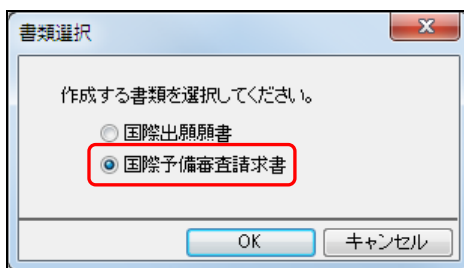 書類選択
作成する書類を選択してください。
国際出願願書
国際予備審査請求書
OK
キャンセル